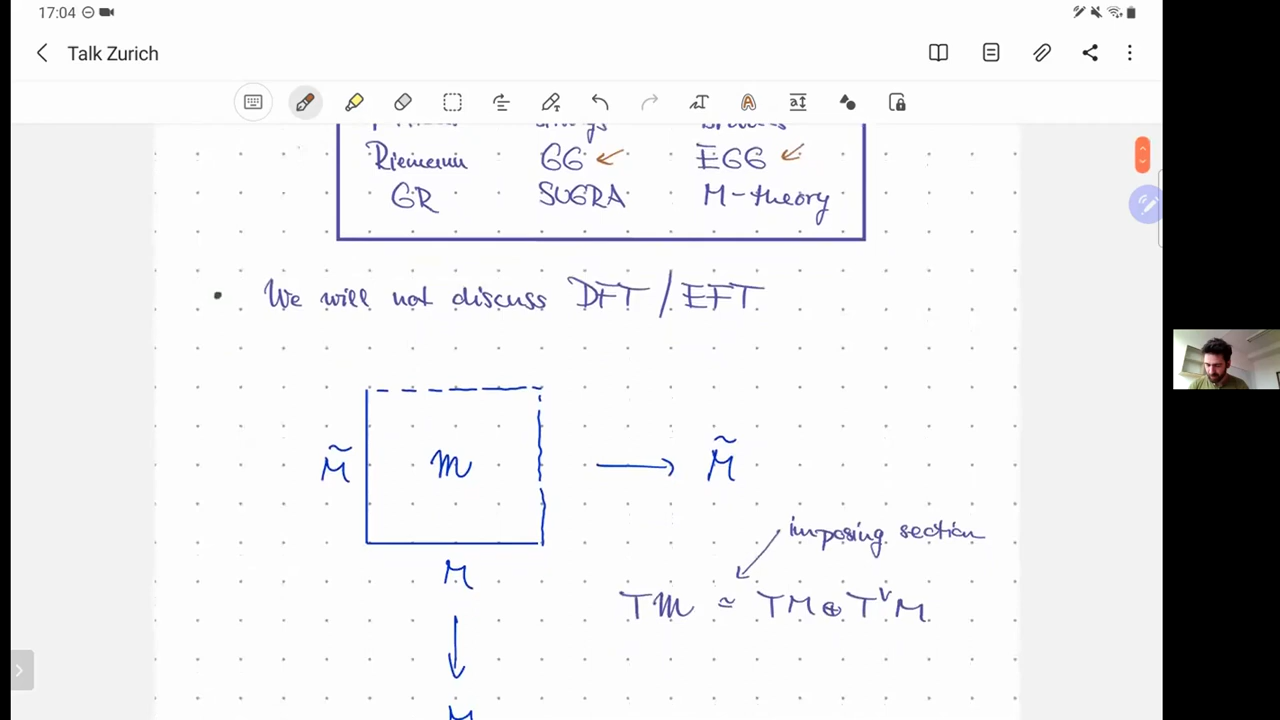 17:04
Talk Zurich
Riemann GG EGG
GR SUGRA M-theory
• We will not discuss DFT / EFT
M̃ 𝓜 → M̃
imposing section
M
T𝓜 ≃ TM ⊕ TᵛM